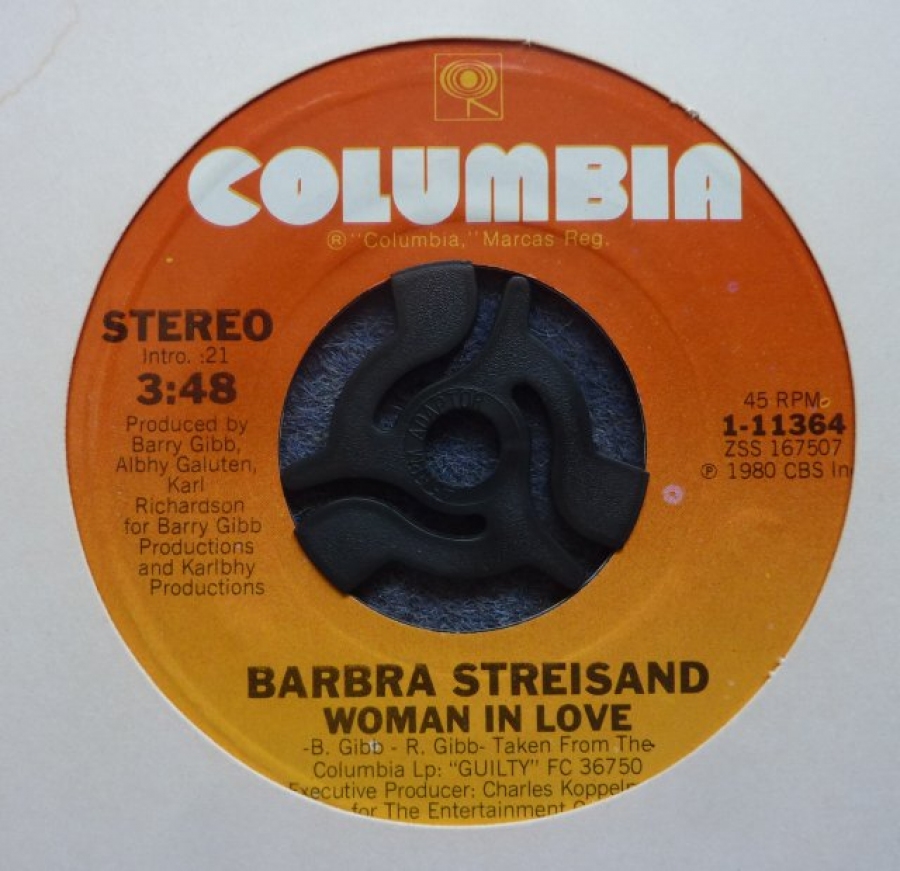 COLUMBIA
® "Columbia," Marcas Reg.
STEREO
Intro. :21
3:48
Produced by
Barry Gibb,
Albhy Galuten,
Karl
Richardson
for Barry Gibb
Productions
and Karlbhy
Productions
45 RPM
1-11364
ZSS 167507
℗ 1980 CBS In
ADAPTOR
BARBRA STREISAND
WOMAN IN LOVE
-B. Gibb - R. Gibb- Taken From The
Columbia Lp: "GUILTY" FC 36750
Executive Producer: Charles
for The Entertainment